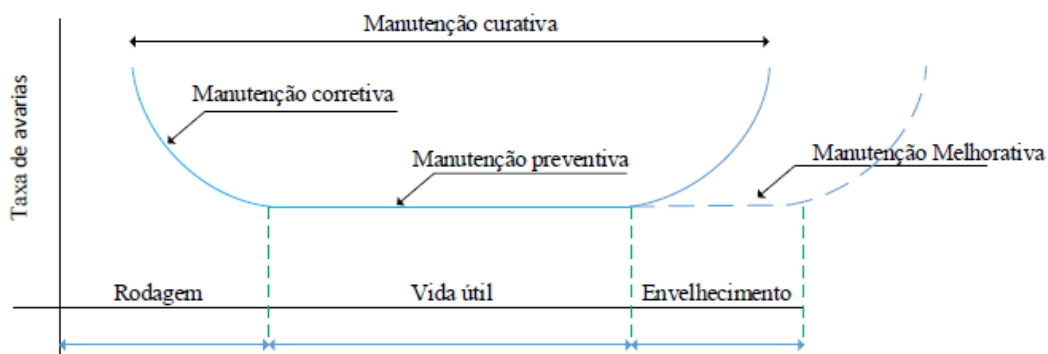 Manutenção curativa
Manutenção corretiva
Manutenção preventiva
Manutenção Melhorativa
Taxa de avarias
Rodagem
Vida útil
Envelhecimento